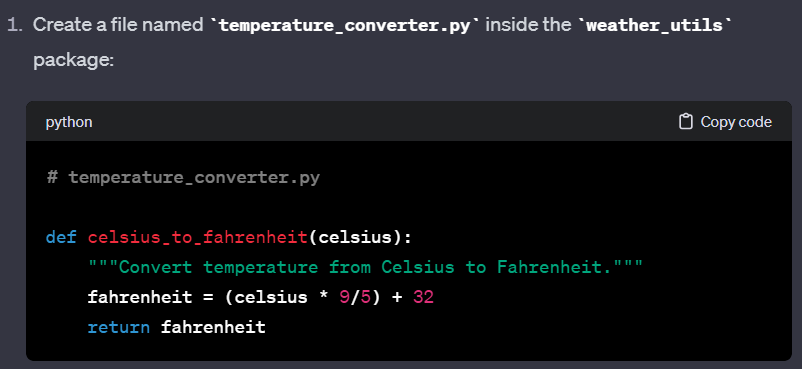 1. Create a file named `temperature_converter.py` inside the `weather_utils`
package:
python
Copy code
# temperature_converter.py
def celsius_to_fahrenheit(celsius):
    """Convert temperature from Celsius to Fahrenheit."""
    fahrenheit = (celsius * 9/5) + 32
    return fahrenheit